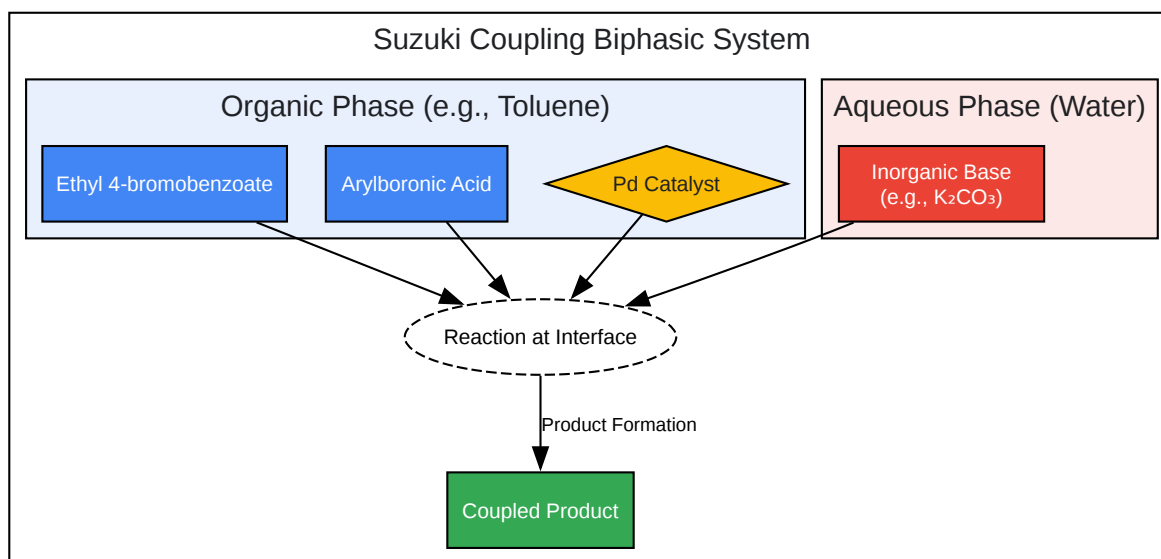 Suzuki Coupling Biphasic System
Organic Phase (e.g., Toluene)
Aqueous Phase (Water)
Ethyl 4-bromobenzoate
Arylboronic Acid
Pd Catalyst
Inorganic Base
(e.g., K₂CO₃)
Reaction at Interface
Product Formation
Coupled Product